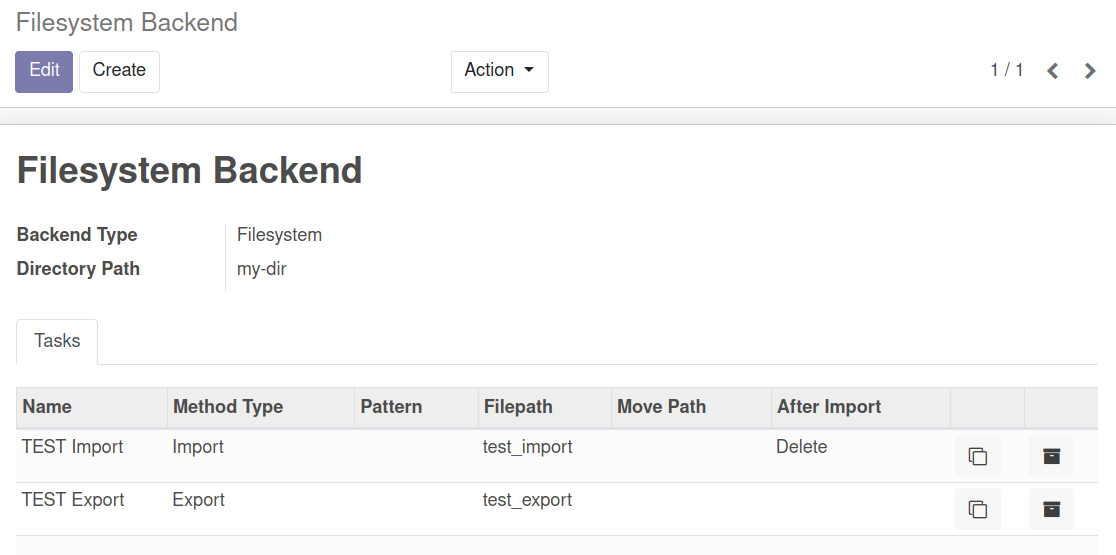 Filesystem Backend
Edit Create Action 1 / 1
Filesystem Backend
Backend Type Filesystem
Directory Path my-dir
Tasks
Name Method Type Pattern Filepath Move Path After Import
TEST Import Import test_import Delete
TEST Export Export test_export